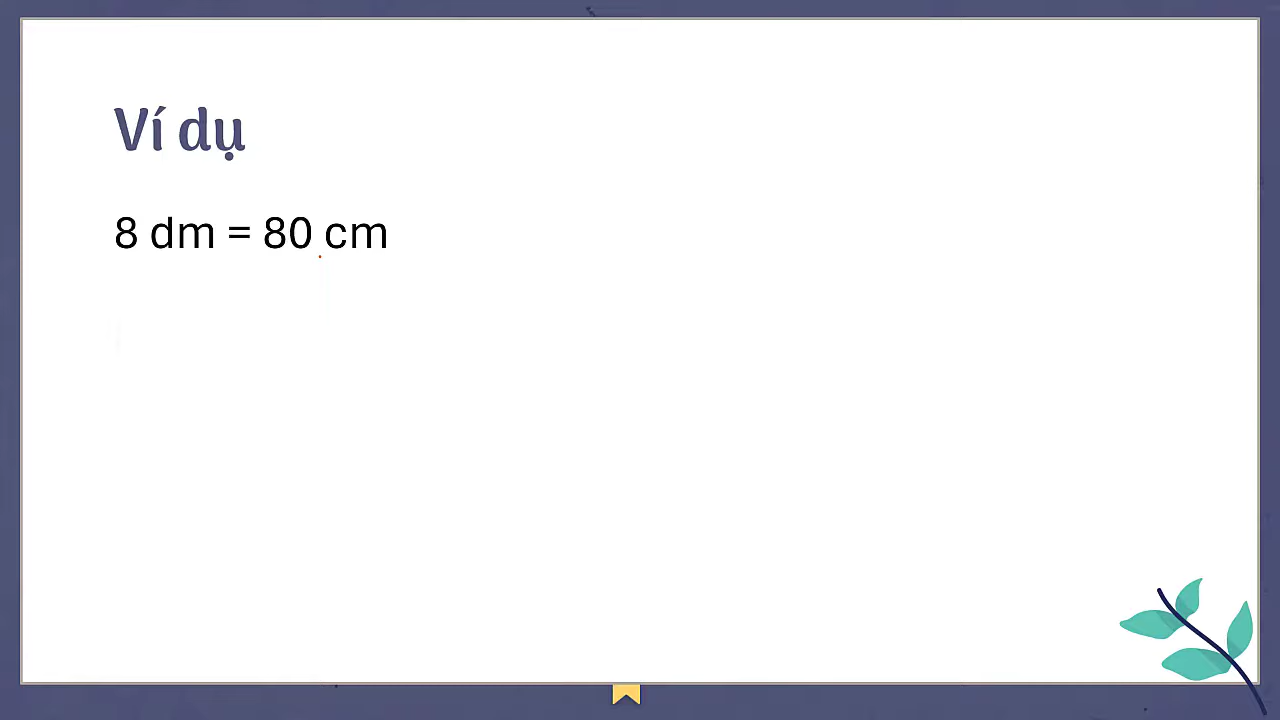 Ví dụ
8 dm = 80 cm